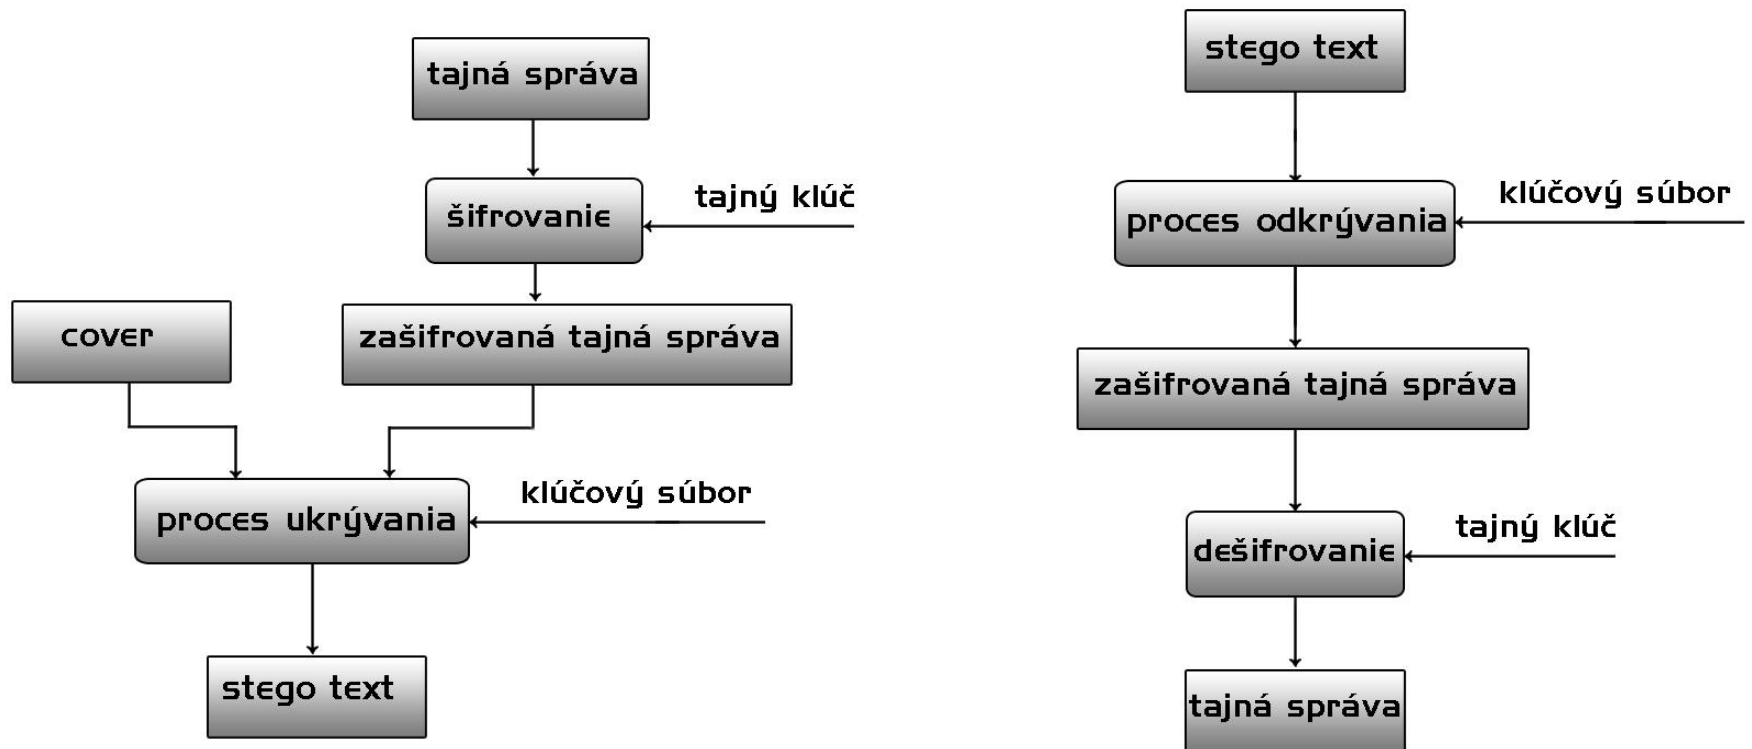 tajná správa
šifrovanie
tajný klúč
cover
zašifrovaná tajná správa
proces ukrývania
klúčový súbor
stego text
stego text
proces odkrývania
klúčový súbor
zašifrovaná tajná správa
dešifrovanie
tajný klúč
tajná správa